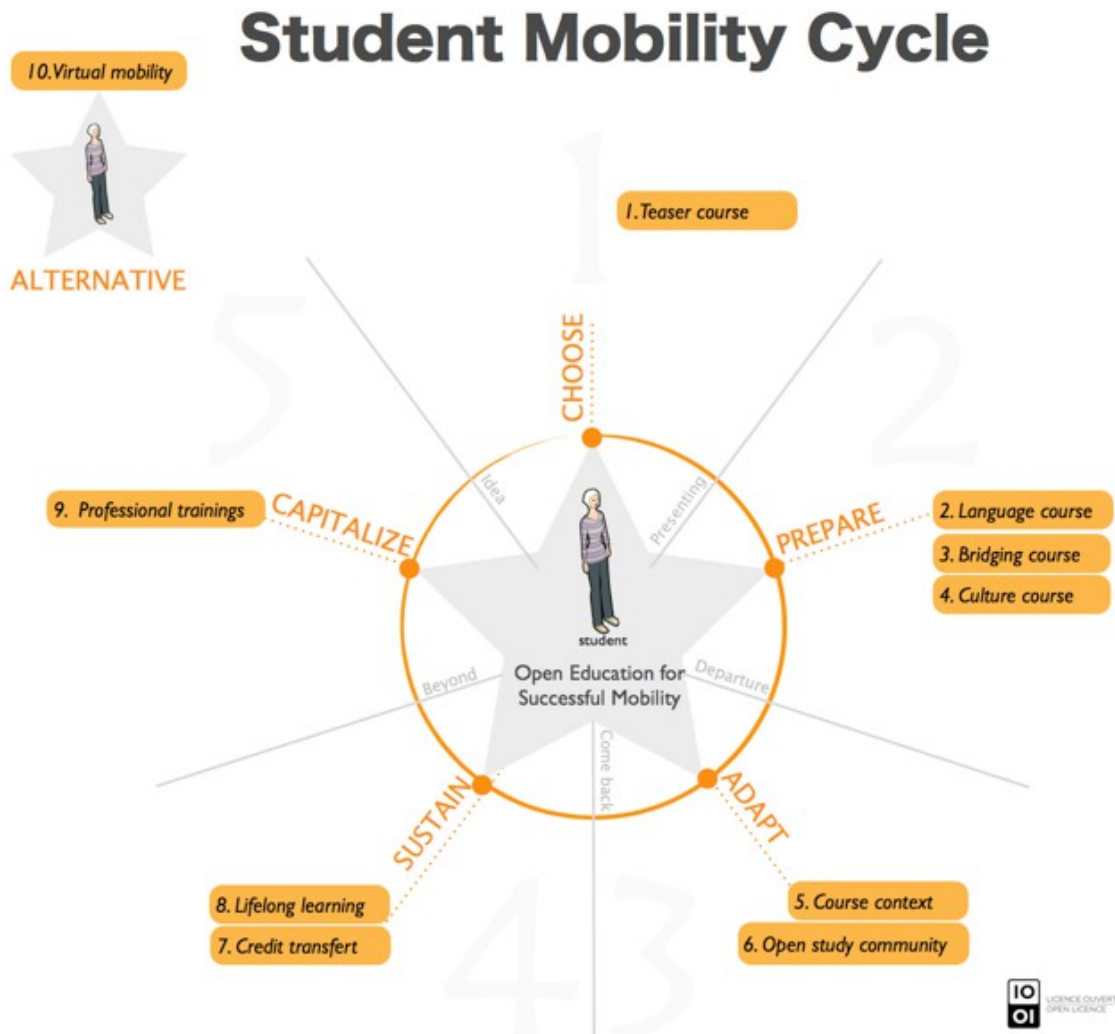 Student Mobility Cycle
10. Virtual mobility
ALTERNATIVE
1
1. Teaser course
CHOOSE
2
5
Idea
Presenting
PREPARE
2. Language course
3. Bridging course
4. Culture course
CAPITALIZE
9. Professional trainings
student
Open Education for
Successful Mobility
Beyond
Departure
Come back
SUSTAIN
ADAPT
8. Lifelong learning
7. Credit transfert
4
3
5. Course context
6. Open study community
10
01
LICENCE OUVERT
OPEN LICENCE